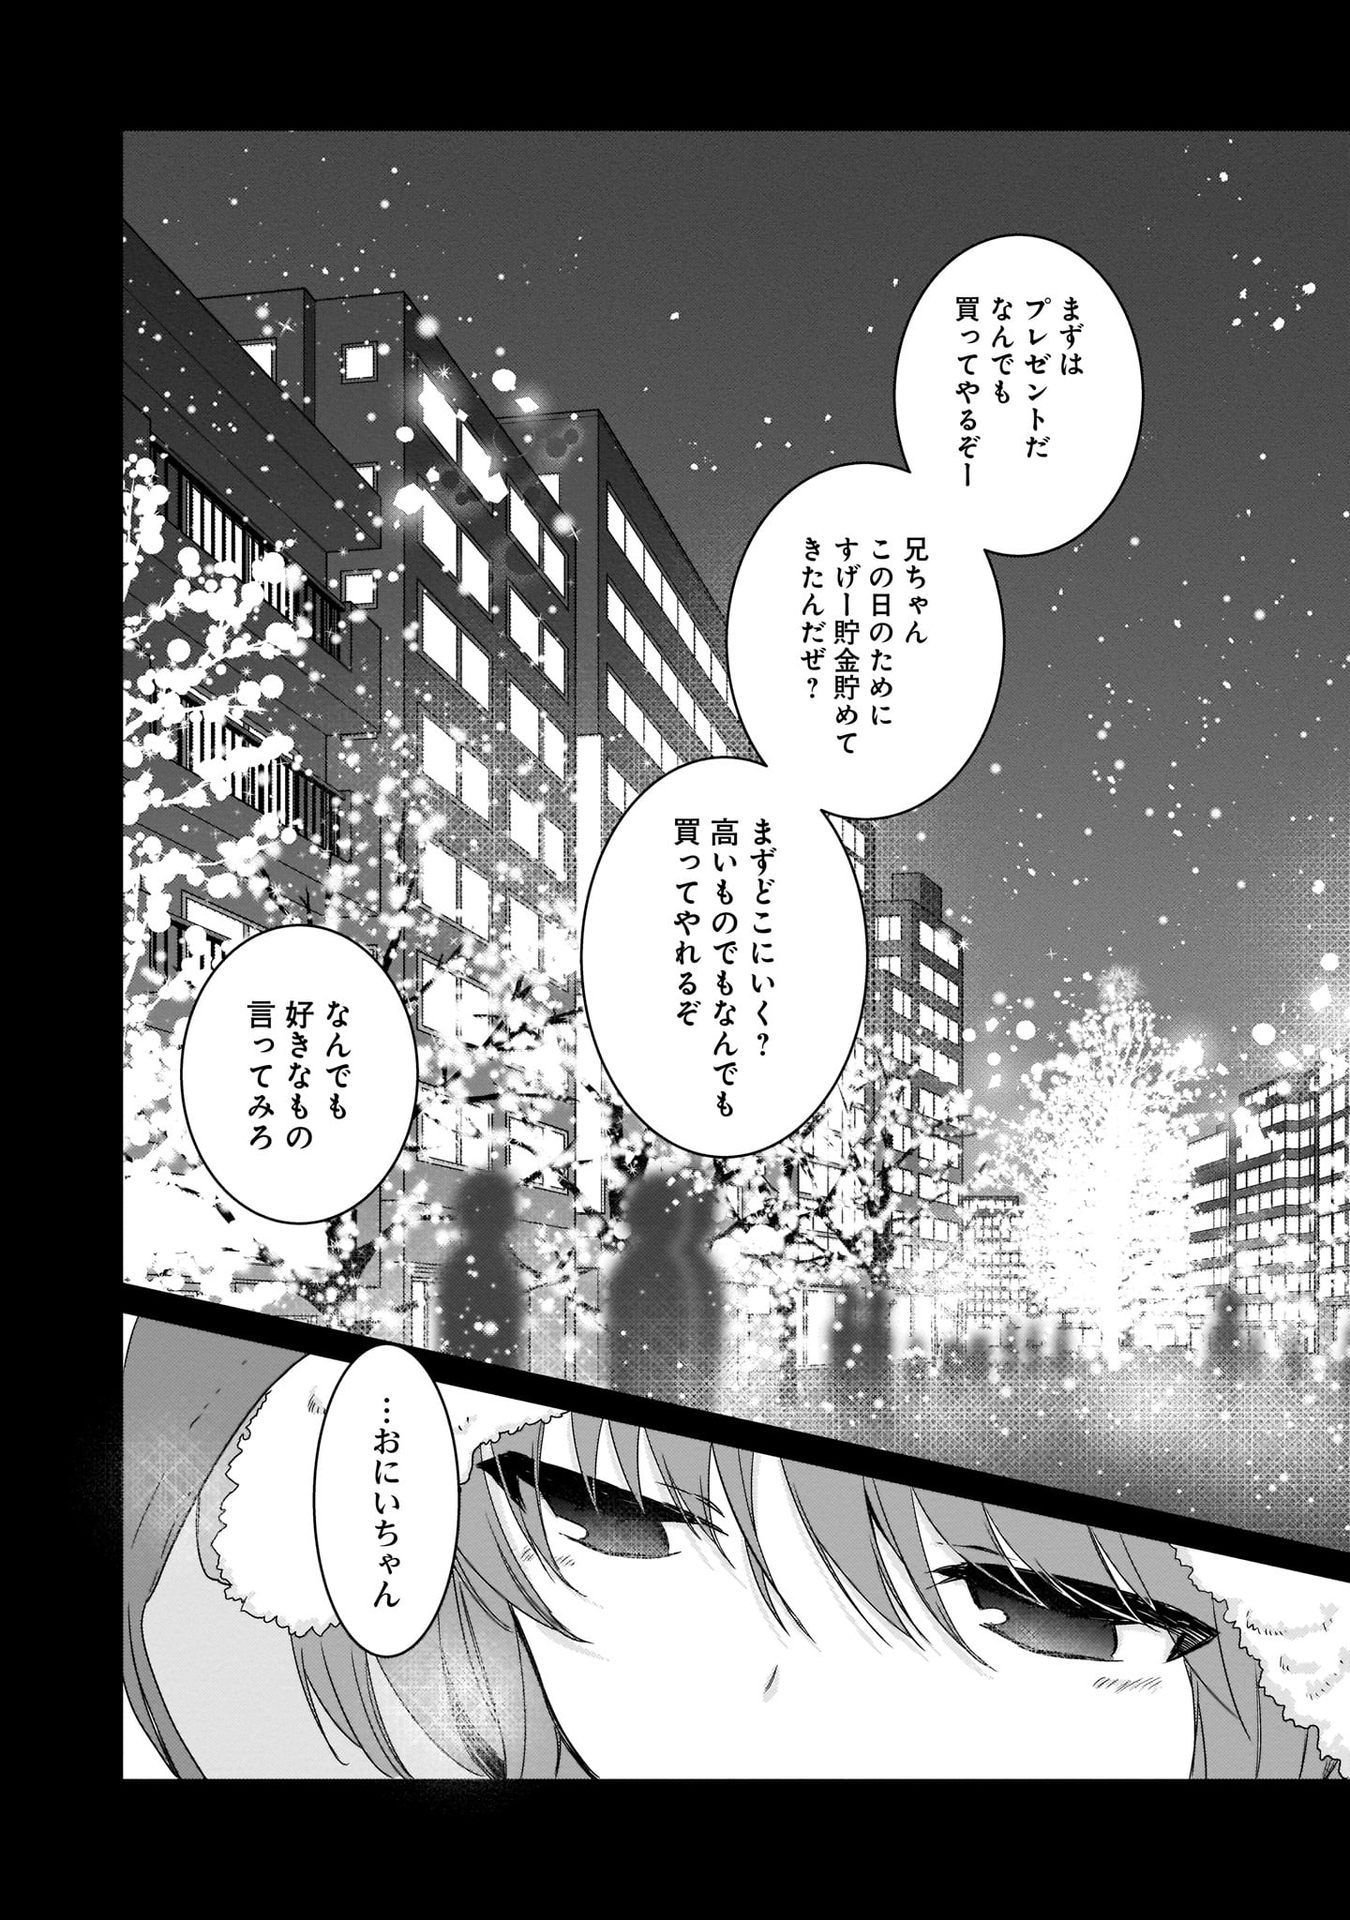 まずは
プレゼントだ
なんでも
買ってやるぞー
兄ちゃん
この日のために
すげー貯金貯めて
きたんだぜ?
まずどこにいく?
高いものでもなんでも
買ってやれるぞ
なんでも
好きなもの
言ってみろ
…おにいちゃん